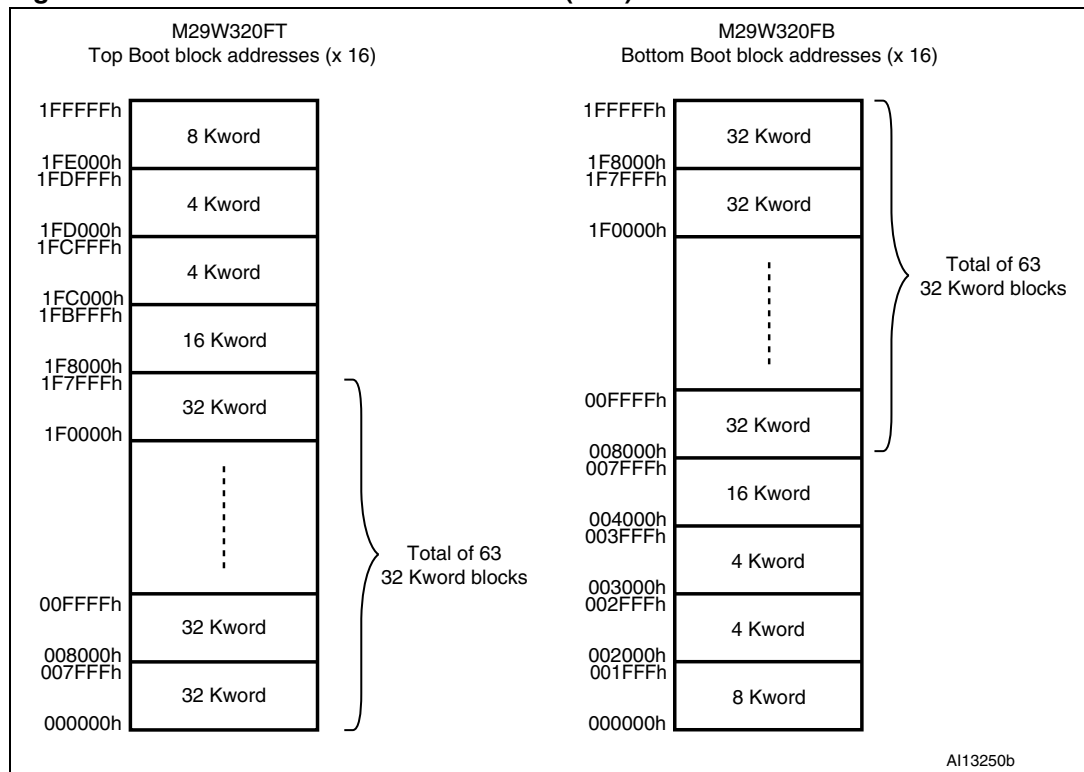 M29W320FT
Top Boot block addresses (x 16)
1FFFFFh
8 Kword
1FE000h
1FDFFFh
4 Kword
1FD000h
1FCFFFh
4 Kword
1FC000h
1FBFFFh
16 Kword
1F8000h
1F7FFFh
32 Kword
1F0000h
Total of 63
32 Kword blocks
00FFFFh
32 Kword
008000h
007FFFh
32 Kword
000000h
M29W320FB
Bottom Boot block addresses (x 16)
1FFFFFh
32 Kword
1F8000h
1F7FFFh
32 Kword
1F0000h
Total of 63
32 Kword blocks
00FFFFh
32 Kword
008000h
007FFFh
16 Kword
004000h
003FFFh
4 Kword
003000h
002FFFh
4 Kword
002000h
001FFFh
8 Kword
000000h
AI13250b